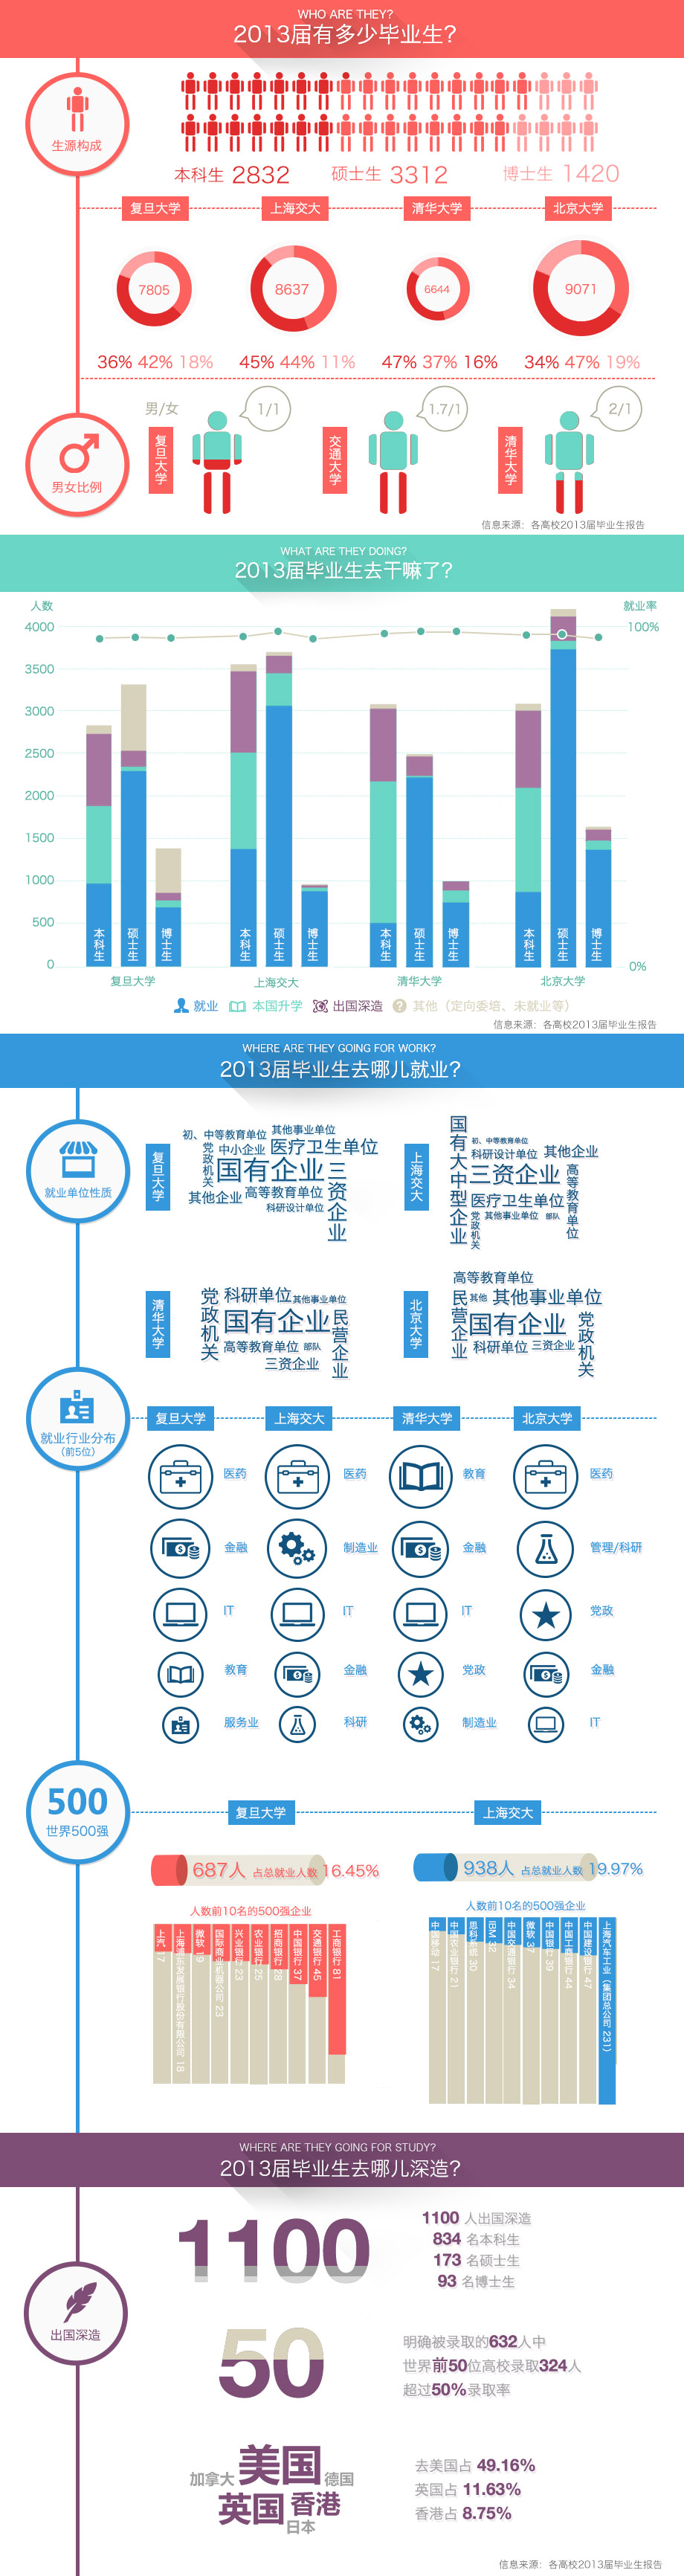 WHO ARE THEY?
2013届有多少毕业生?
生源构成
本科生 2832 硕士生 3312 博士生 1420
复旦大学 上海交大 清华大学 北京大学
7805 8637 6644 9071
36% 42% 18% 45% 44% 11% 47% 37% 16% 34% 47% 19%
男/女 1/1 1.7/1 2/1
复旦大学 交通大学 清华大学
男女比例
信息来源：各高校2013届毕业生报告
WHAT ARE THEY DOING?
2013届毕业生去干嘛了?
人数 就业率
4000 100%
3500
3000
2500
2000
1500
1000
500
0 0%
本科生 硕士生 博士生 本科生 硕士生 博士生 本科生 硕士生 博士生 本科生 硕士生 博士生
复旦大学 上海交大 清华大学 北京大学
就业 本国升学 出国深造 其他（定向委培、未就业等）
信息来源：各高校2013届毕业生报告
WHERE ARE THEY GOING FOR WORK?
2013届毕业生去哪儿就业?
就业单位性质
复旦大学
初、中等教育单位 其他事业单位
党政机关 中小企业 医疗卫生单位
国有企业 三资企业
其他企业 高等教育单位
科研设计单位
上海交大
国有大中型企业 初、中等教育单位
科研设计单位 其他企业
三资企业 高等教育单位
医疗卫生单位
党政机关 其他事业单位 部队
清华大学
党政机关 科研单位 其他事业单位
国有企业 民营企业
高等教育单位 部队
三资企业
北京大学
高等教育单位
民营企业 其他 其他事业单位
国有企业 党政机关
科研单位 三资企业
就业行业分布
（前5位）
复旦大学 上海交大 清华大学 北京大学
医药 医药 教育 医药
金融 制造业 金融 管理/科研
IT IT IT 党政
教育 金融 党政 金融
服务业 科研 制造业 IT
500
世界500强
复旦大学 上海交大
687人 占总就业人数 16.45%
938人 占总就业人数 19.97%
人数前10名的500强企业
上汽 17
上海浦东发展银行股份有限公司 18
微软 19
国际商业机器公司 23
兴业银行 23
农业银行 25
招商银行 28
中国银行 37
交通银行 45
工商银行 81
人数前10名的500强企业
中国移动 17
中国农业银行 21
思科系统 30
IBM 32
中国交通银行 34
微软 37
中国银行 39
中国工商银行 44
中国建设银行 47
上海汽车工业（集团总公司 231）
WHERE ARE THEY GOING FOR STUDY?
2013届毕业生去哪儿深造?
出国深造
1100
1100 人出国深造
834 名本科生
173 名硕士生
93 名博士生
50
明确被录取的632人中
世界前50位高校录取324人
超过50%录取率
加拿大 美国 德国
英国 香港
日本
去美国占 49.16%
英国占 11.63%
香港占 8.75%
信息来源：各高校2013届毕业生报告